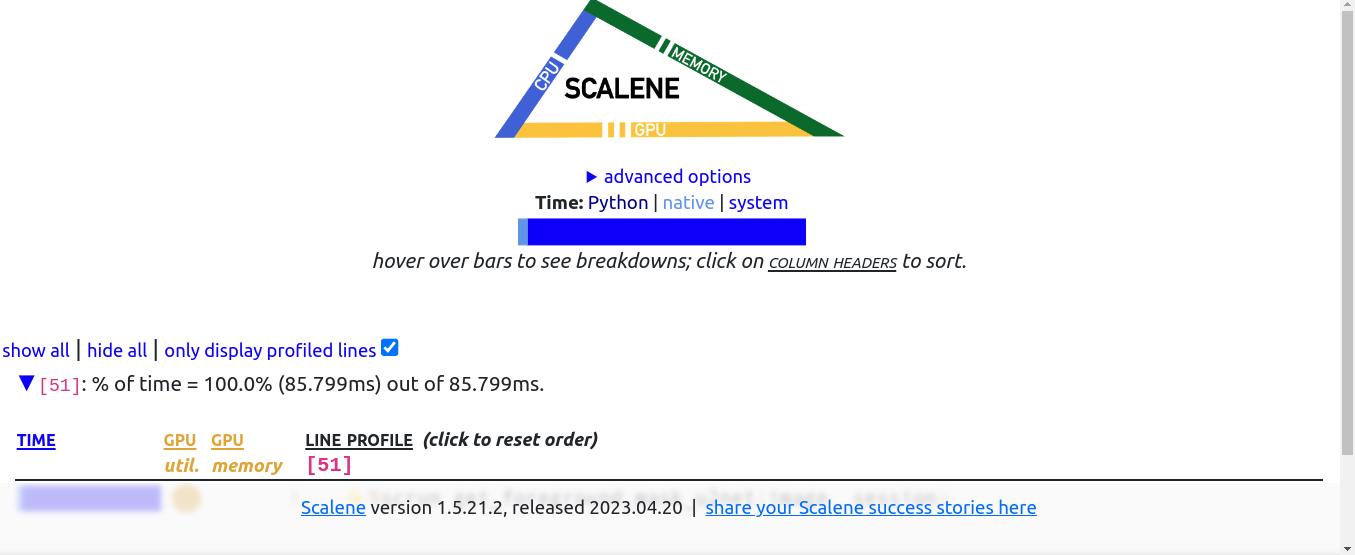 CPU
MEMORY
SCALENE
GPU
▶ advanced options
Time: Python | native | system
hover over bars to see breakdowns; click on COLUMN HEADERS to sort.
show all | hide all | only display profiled lines
▼[51]: % of time = 100.0% (85.799ms) out of 85.799ms.
TIME GPU GPU LINE PROFILE (click to reset order)
util. memory [51]
Scalene version 1.5.21.2, released 2023.04.20 | share your Scalene success stories here